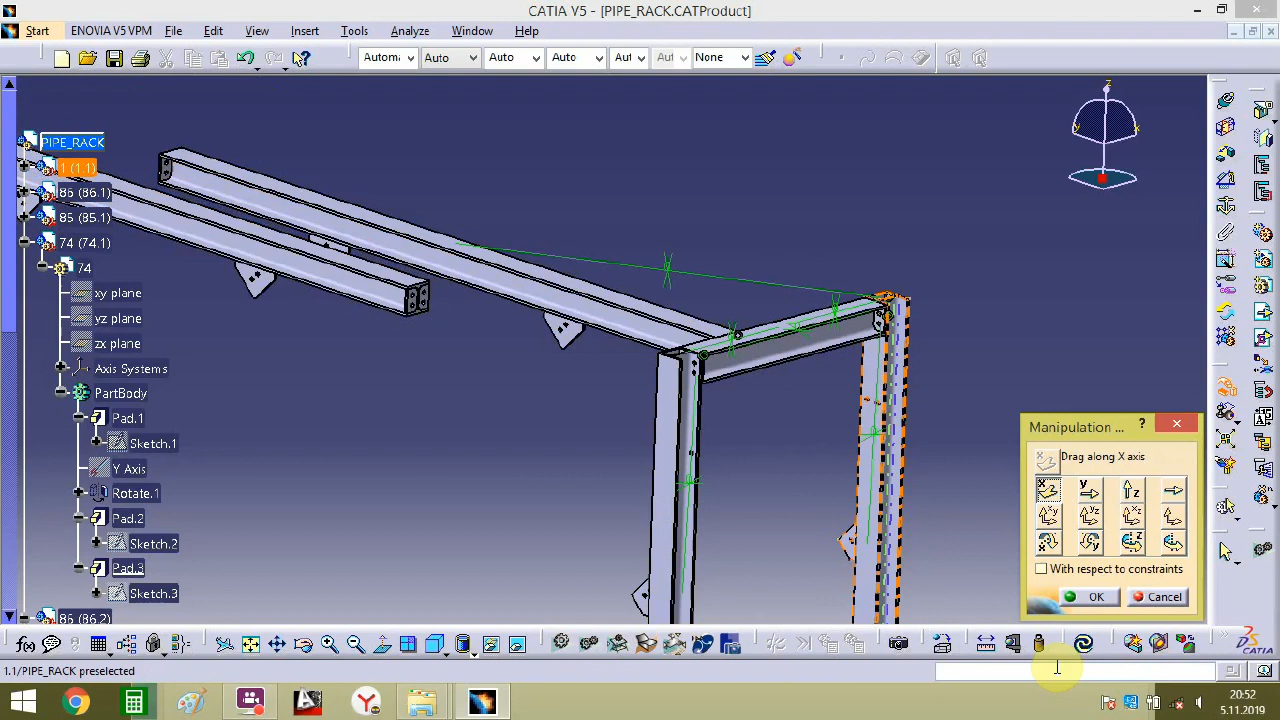 CATIA V5 - [PIPE_RACK.CATProduct]
Start ENOVIA V5 VPM File Edit View Insert Tools Analyze Window Help
Automa Auto Auto Auto Aut Aut None
z
y x
PIPE_RACK
1 (1.1)
86 (86.1)
85 (85.1)
74 (74.1)
74
xy plane
yz plane
zx plane
Axis Systems
PartBody
Pad.1
Sketch.1
Y Axis
Rotate.1
Pad.2
Sketch.2
Pad.3
Sketch.3
86 (86.2)
Manipulation ... ?
Drag along X axis
With respect to constraints
OK Cancel
DS CATIA
1.1/PIPE_RACK preselected
20:52
5.11.2019